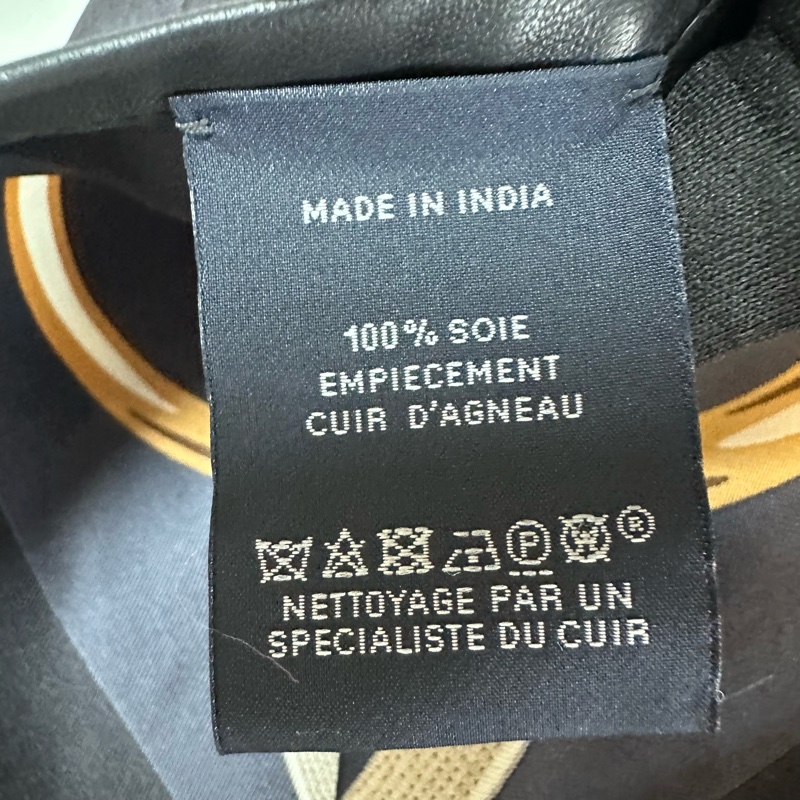 MADE IN INDIA
100% SOIE
EMPIECEMENT
CUIR D'AGNEAU
P W ®
NETTOYAGE PAR UN
SPECIALISTE DU CUIR